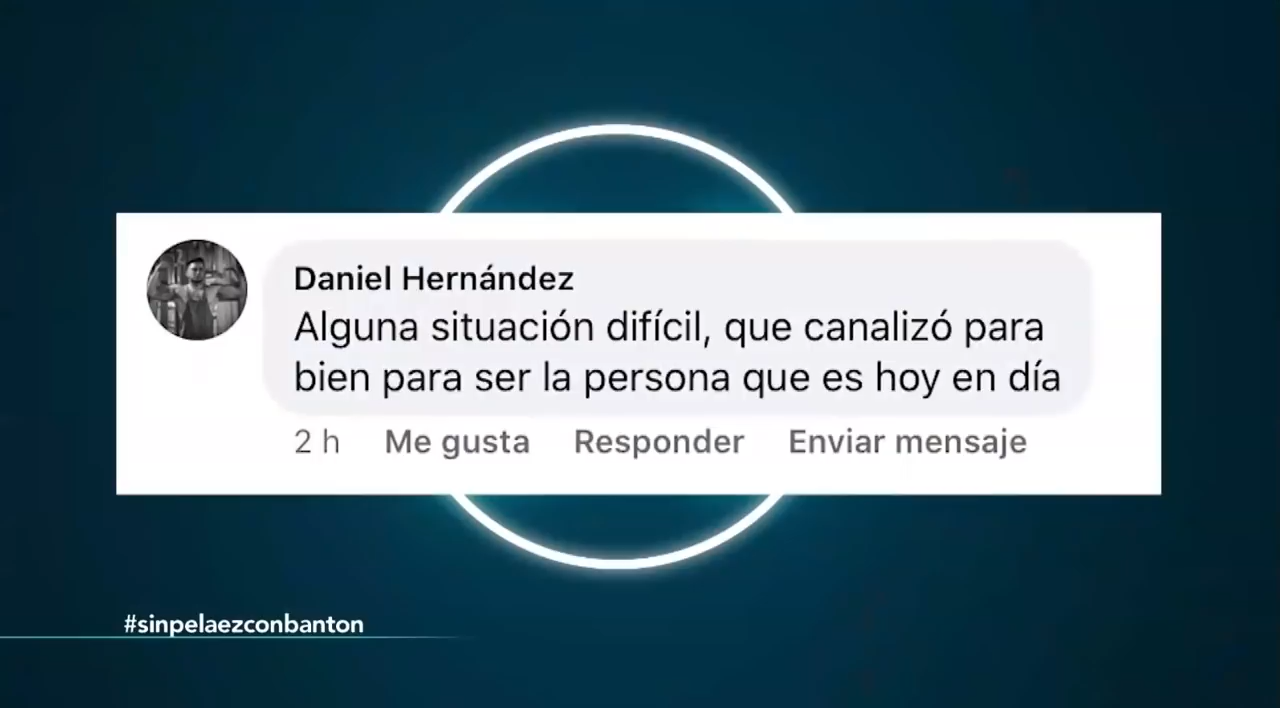 Daniel Hernández
Alguna situación difícil, que canalizó para
bien para ser la persona que es hoy en día
2 h Me gusta Responder Enviar mensaje
#sinpelaezconbanton